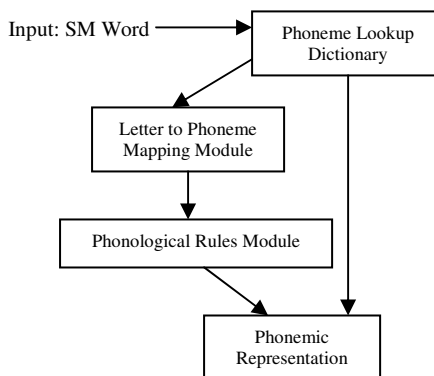 Input: SM Word
Phoneme Lookup
Dictionary
Letter to Phoneme
Mapping Module
Phonological Rules Module
Phonemic
Representation